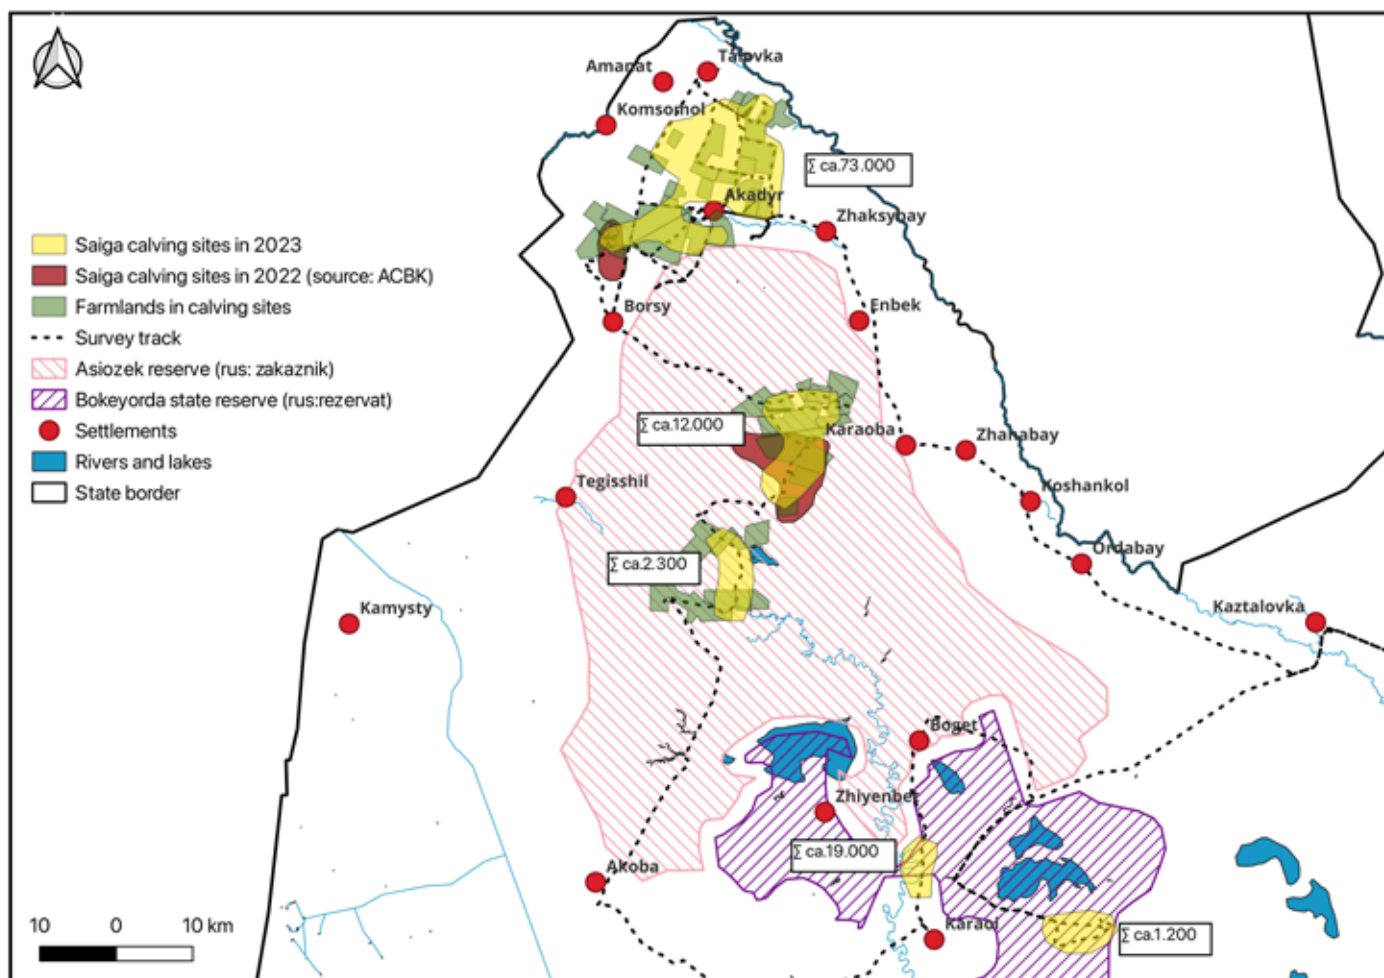 Talovka
Amanat
Komsomol
∑ ca.73.000
Akadyr
Zhaksybay
Saiga calving sites in 2023
Saiga calving sites in 2022 (source: ACBK)
Farmlands in calving sites
Survey track
Asiozek reserve (rus: zakaznik)
Bokeyorda state reserve (rus:rezervat)
Settlements
Rivers and lakes
State border
Borsy
Enbek
∑ ca.12.000
Karaoba
Zhanabay
Tegisshil
Koshankol
Ordabay
∑ ca.2.300
Kamysty
Kaztalovka
Boget
Zhiyenbet
∑ ca.19.000
Akoba
Karaol
∑ ca.1.200
10 0 10 km